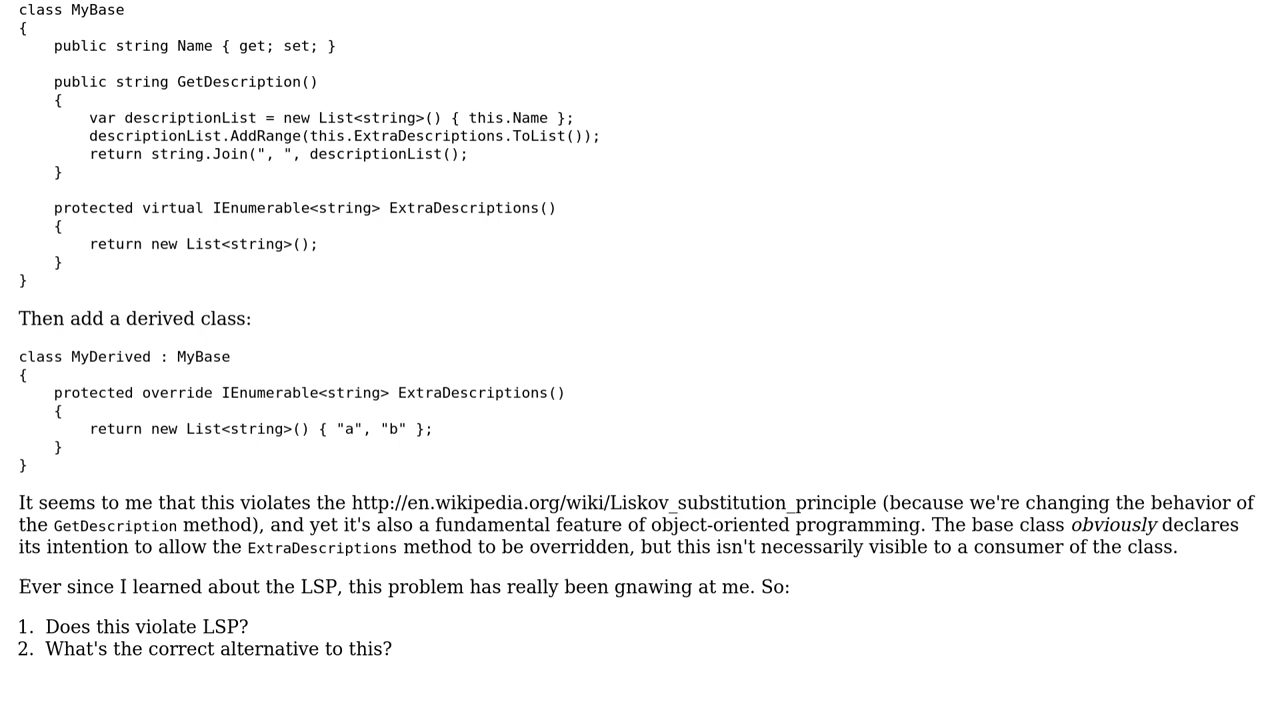 class MyBase
{
    public string Name { get; set; }

    public string GetDescription()
    {
        var descriptionList = new List<string>() { this.Name };
        descriptionList.AddRange(this.ExtraDescriptions.ToList());
        return string.Join(", ", descriptionList();
    }

    protected virtual IEnumerable<string> ExtraDescriptions()
    {
        return new List<string>();
    }
}
Then add a derived class:
class MyDerived : MyBase
{
    protected override IEnumerable<string> ExtraDescriptions()
    {
        return new List<string>() { "a", "b" };
    }
}
It seems to me that this violates the http://en.wikipedia.org/wiki/Liskov_substitution_principle (because we're changing the behavior of
the GetDescription method), and yet it's also a fundamental feature of object-oriented programming. The base class obviously declares
its intention to allow the ExtraDescriptions method to be overridden, but this isn't necessarily visible to a consumer of the class.
Ever since I learned about the LSP, this problem has really been gnawing at me. So:
1. Does this violate LSP?
2. What's the correct alternative to this?